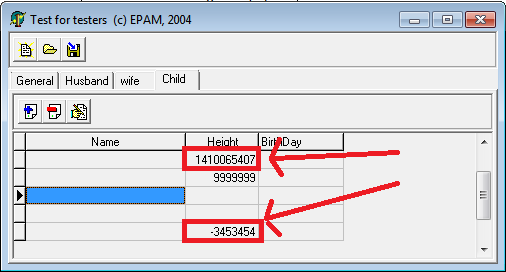 Test for testers (c) EPAM, 2004
General Husband wife Child
Name Height BirthDay
1410065407
9999999
-3453454